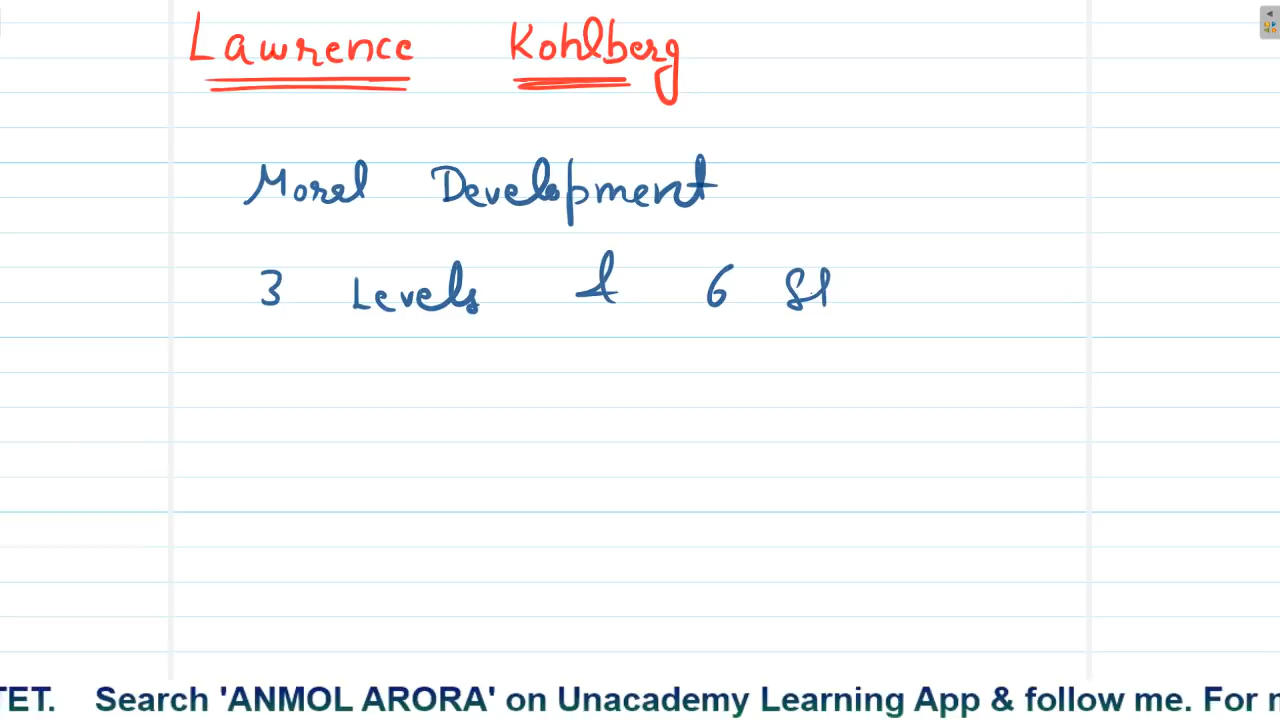 Lawrence Kohlberg
Moral Development
3 Levels & 6 St
TET. Search 'ANMOL ARORA' on Unacademy Learning App & follow me. For